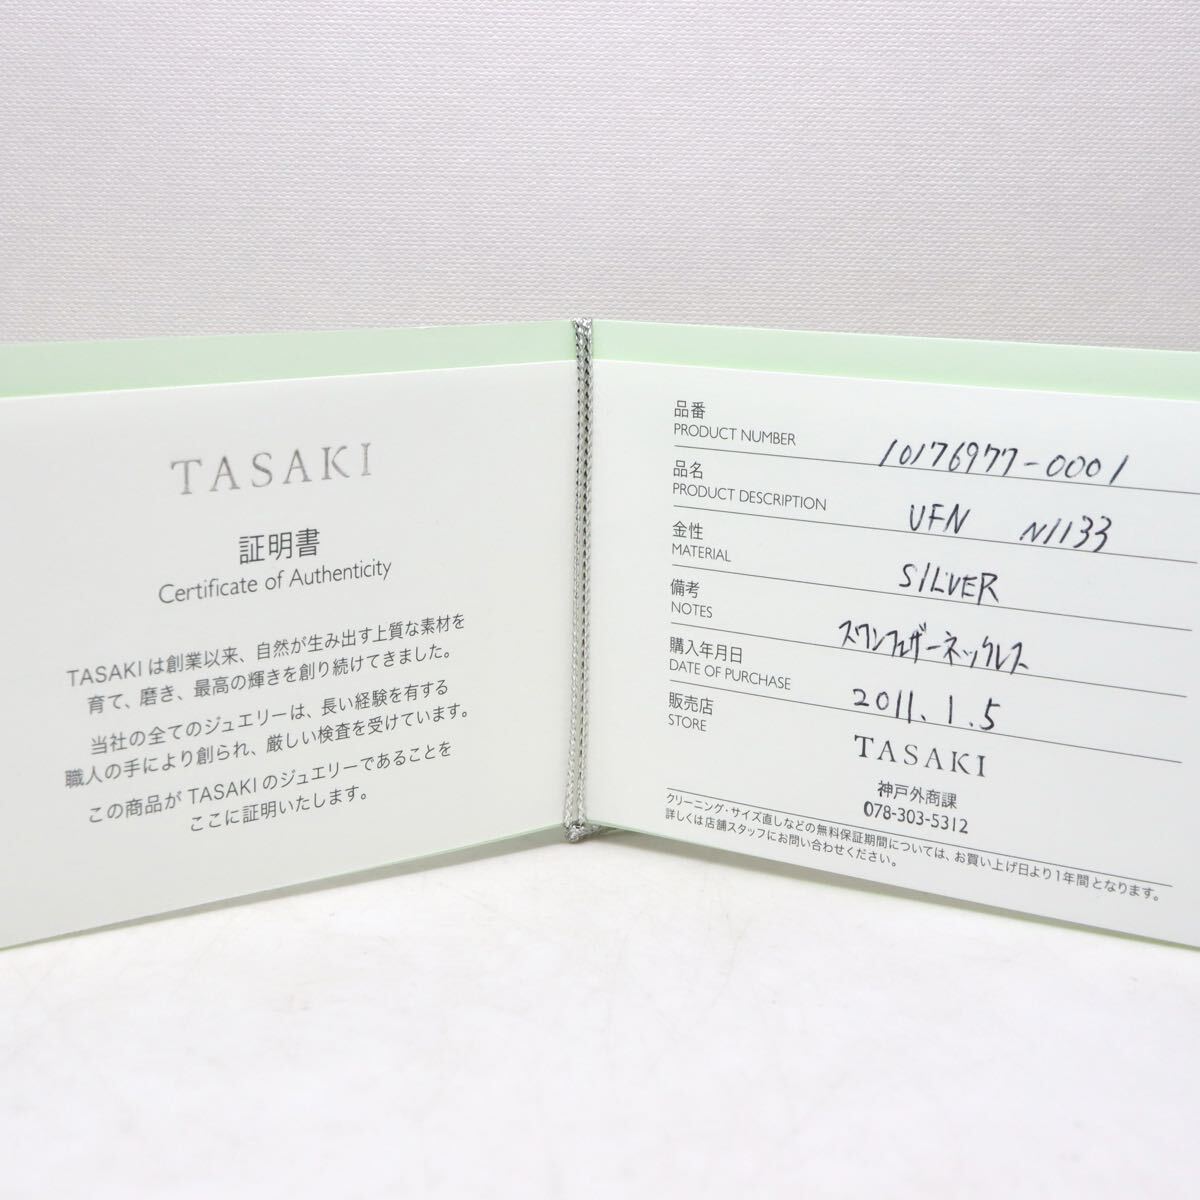 TASAKI
証明書
Certificate of Authenticity
TASAKIは創業以来、自然が生み出す上質な素材を
育て、磨き、最高の輝きを創り続けてきました。
当社の全てのジュエリーは、長い経験を有する
職人の手により創られ、厳しい検査を受けています。
この商品が TASAKIのジュエリーであることを
ここに証明いたします。
品番
PRODUCT NUMBER 10176977-0001
品名
PRODUCT DESCRIPTION UFN N1133
金性
MATERIAL SILVER
備考
NOTES スワンフェザーネックレス
購入年月日
DATE OF PURCHASE 2011.1.5
販売店
STORE
TASAKI
神戸外商課
078-303-5312
クリーニング・サイズ直しなどの無料保証期間については、お買い上げ日より1年間となります。
詳しくは店舗スタッフにお問い合わせください。